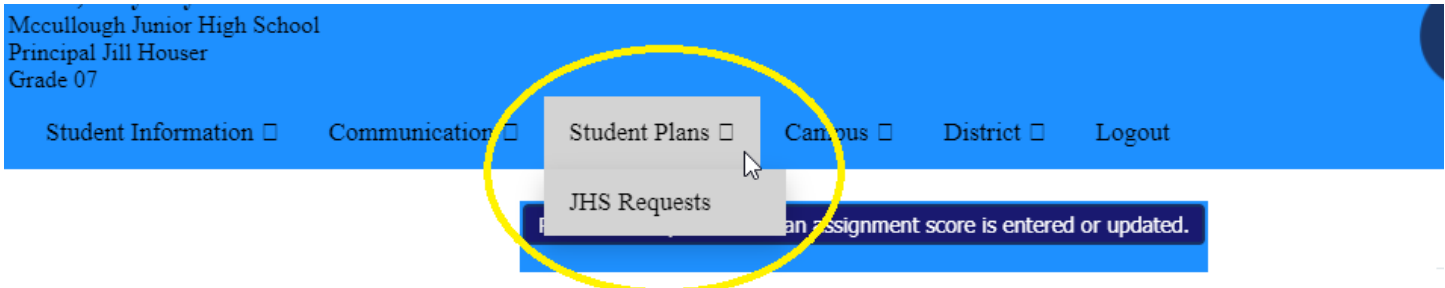 Mccullough Junior High School
Principal Jill Houser
Grade 07
Student Information Communication Student Plans Campus District Logout
JHS Requests
an assignment score is entered or updated.